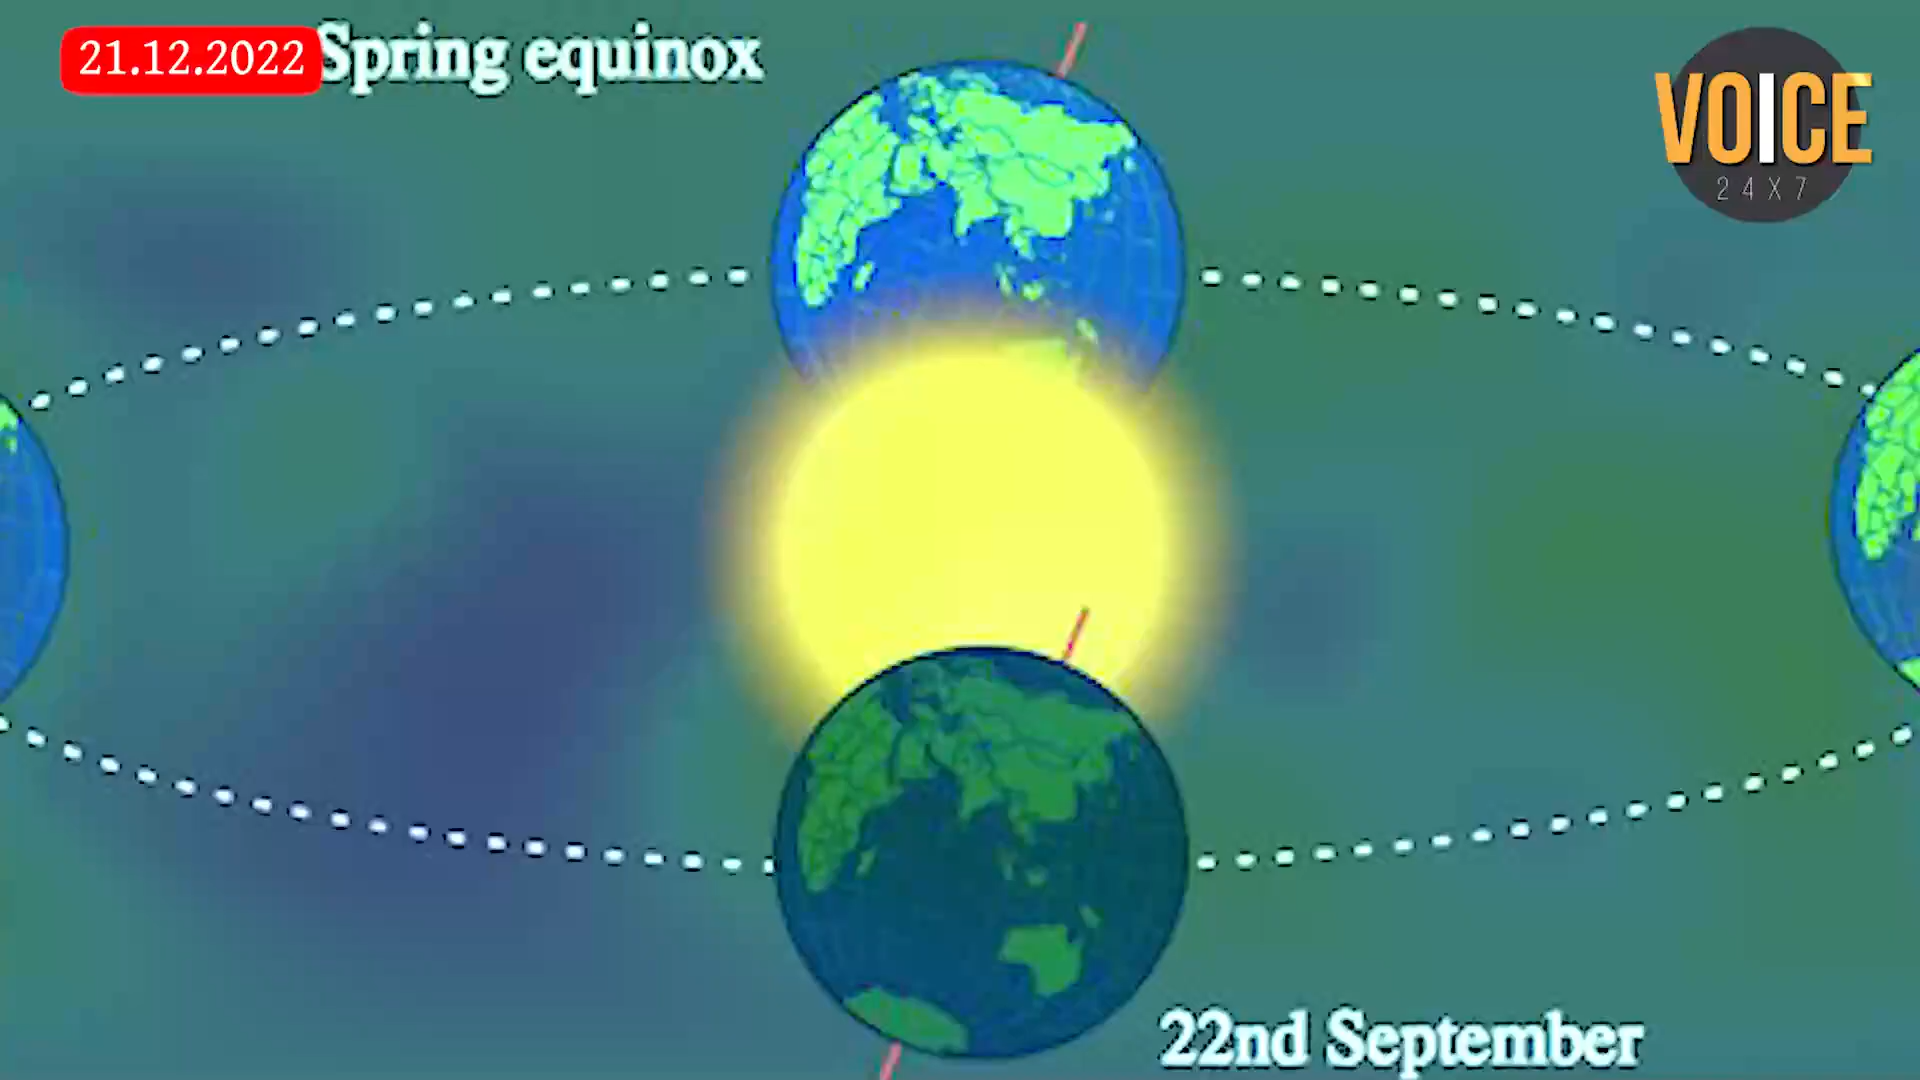 21.12.2022
Spring equinox
VOICE
24X7
22nd September